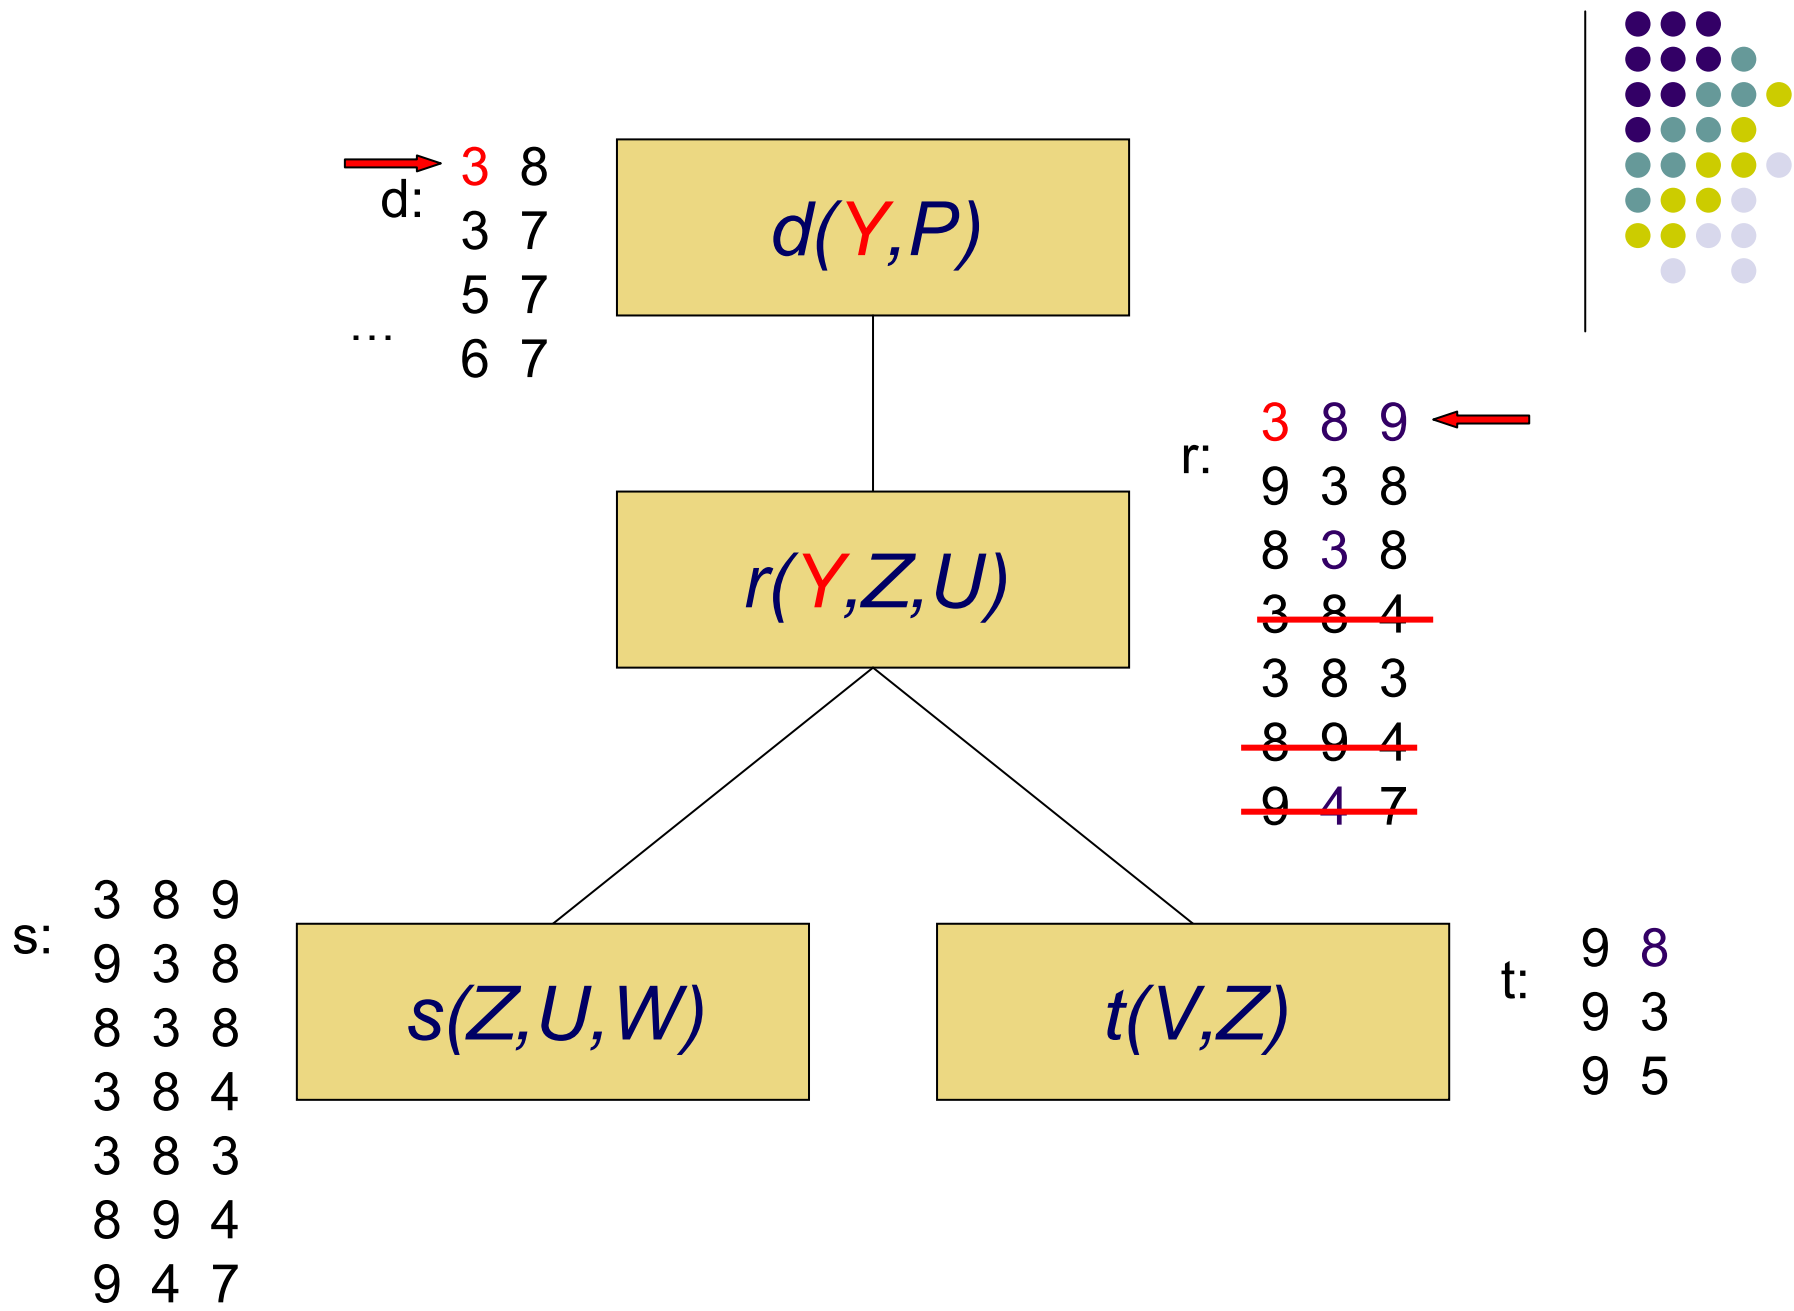 d:
3 8
3 7
5 7
6 7
…
d(Y,P)
r(Y,Z,U)
r:
3 8 9
9 3 8
8 3 8
3 8 4
3 8 3
8 9 4
9 4 7
s:
3 8 9
9 3 8
8 3 8
3 8 4
3 8 3
8 9 4
9 4 7
s(Z,U,W)
t(V,Z)
t:
9 8
9 3
9 5